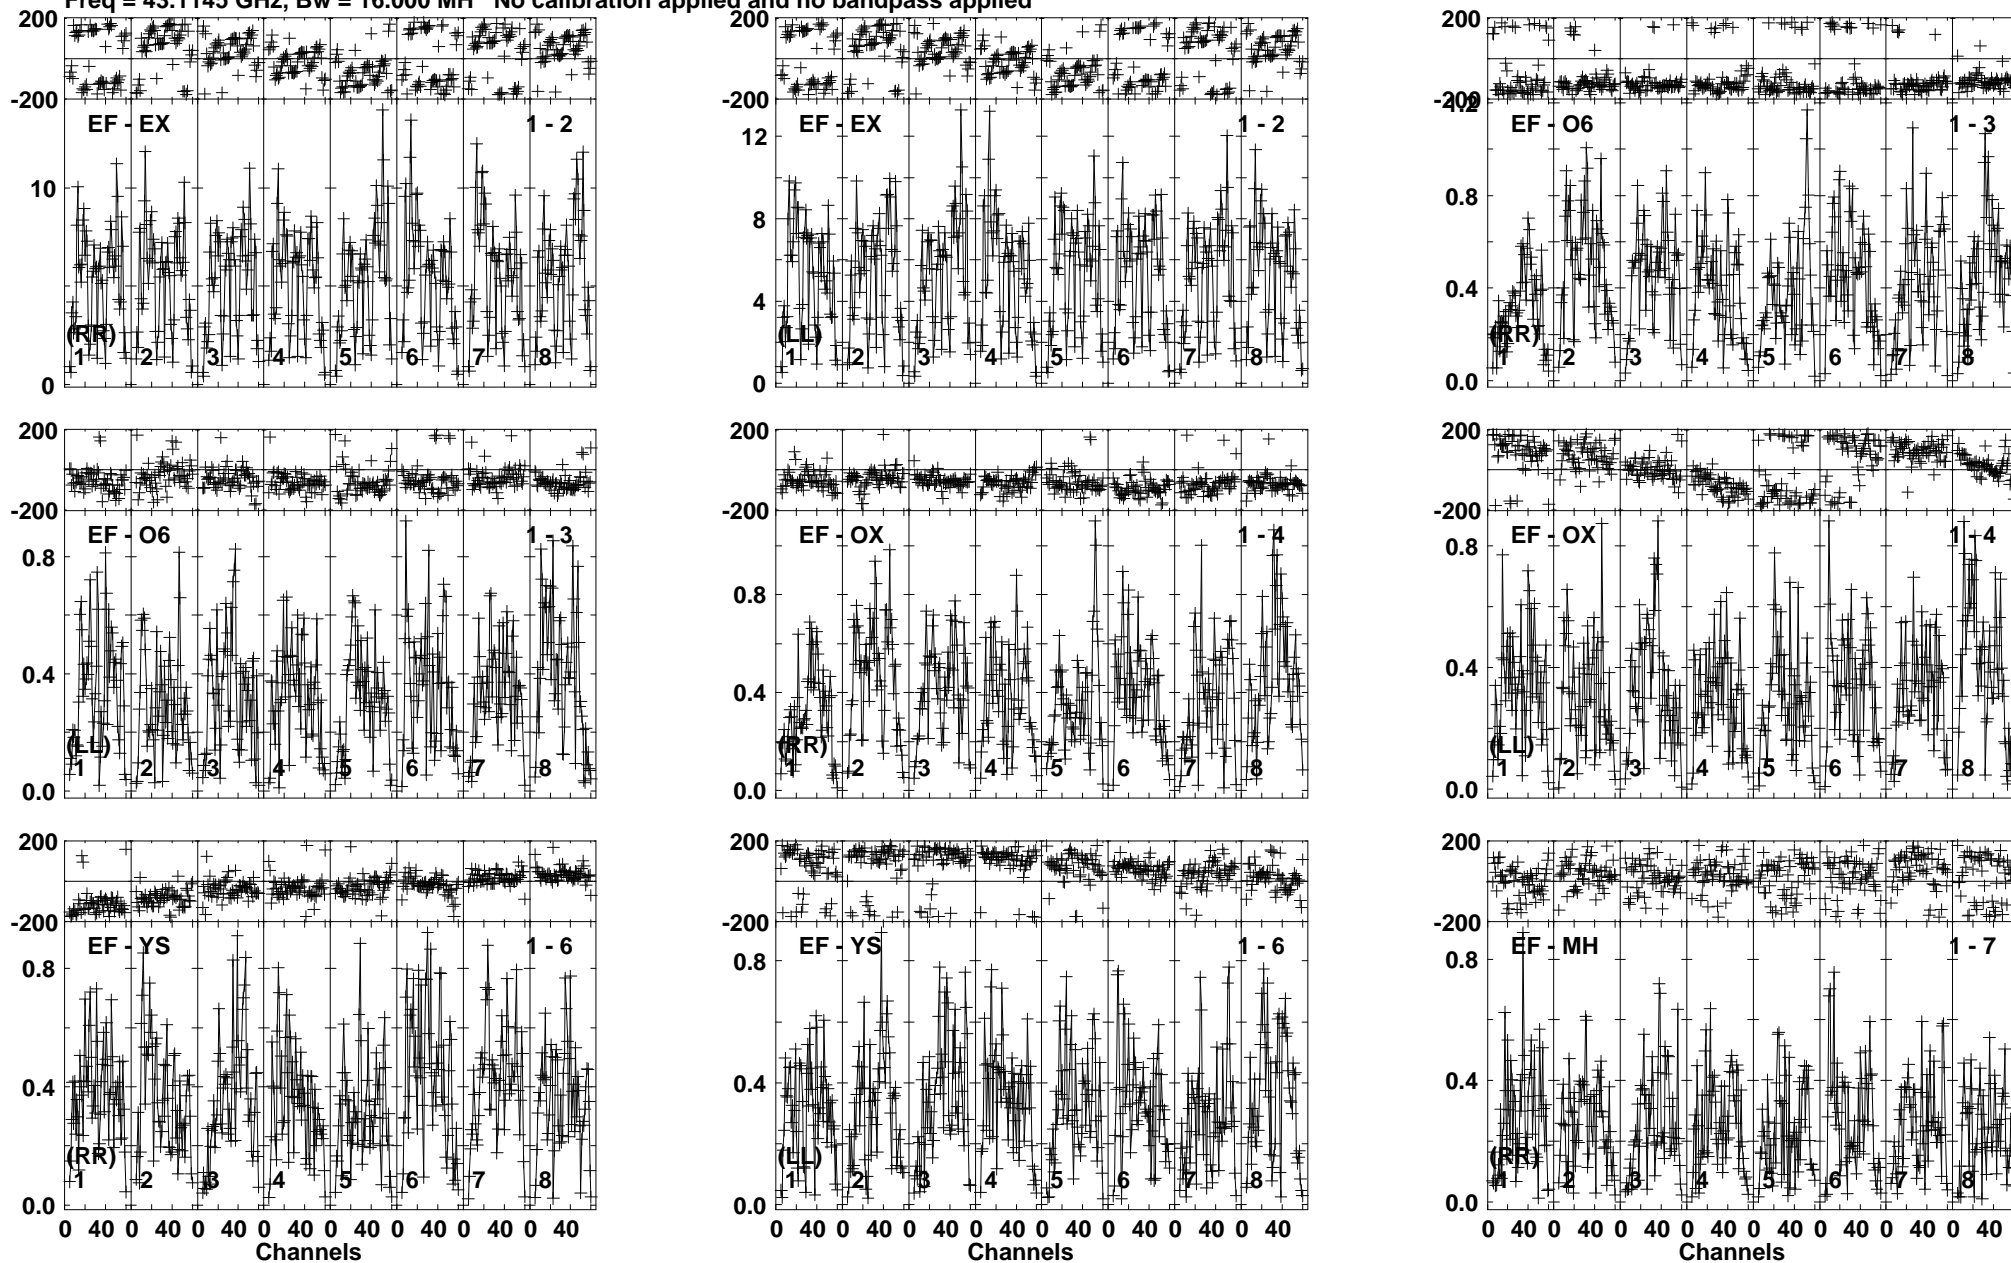 Freq = 43.1145 GHz, Bw = 16.000 MH No calibration applied and no bandpass applied
200 200 200
-200 -200 -200
1.2
EF - EX 1 - 2 EF - EX 1 - 2 EF - O6 1 - 3
12
10
8 0.8
4 0.4
(RR) (LL) (RR)
1 2 3 4 5 6 7 8 1 2 3 4 5 6 7 8 1 2 3 4 5 6 7 8
0 0 0.0
200 200 200
-200 -200 -200
EF - O6 1 - 3 EF - OX 1 - 4 EF - OX 1 - 4
0.8 0.8 0.8
0.4 0.4 0.4
(LL) (RR) (LL)
1 2 3 4 5 6 7 8 1 2 3 4 5 6 7 8 1 2 3 4 5 6 7 8
0.0 0.0 0.0
200 200 200
-200 -200 -200
EF - YS 1 - 6 EF - YS 1 - 6 EF - MH 1 - 7
0.8 0.8 0.8
0.4 0.4 0.4
(RR) (LL) (RR)
1 2 3 4 5 6 7 8 1 2 3 4 5 6 7 8 1 2 3 4 5 6 7 8
0.0 0.0 0.0
0 40 0 40 0 40 0 40 0 40 0 40 0 40 0 40 0 40 0 40 0 40 0 40 0 40 0 40 0 40 0 40 0 40 0 40 0 40 0 40 0 40 0 40 0 40 0 40
Channels Channels Channels